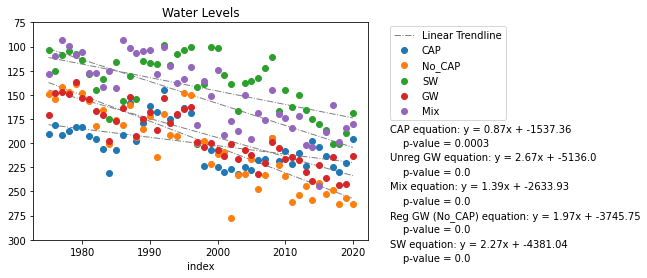 Water Levels
75
100
125
150
175
200
225
250
275
300
1980
1990
2000
2010
2020
index
Linear Trendline
CAP
No_CAP
SW
GW
Mix
CAP equation: y = 0.87x + -1537.36
p-value = 0.0003
Unreg GW equation: y = 2.67x + -5136.0
p-value = 0.0
Mix equation: y = 1.39x + -2633.93
p-value = 0.0
Reg GW (No_CAP) equation: y = 1.97x + -3745.75
p-value = 0.0
SW equation: y = 2.27x + -4381.04
p-value = 0.0